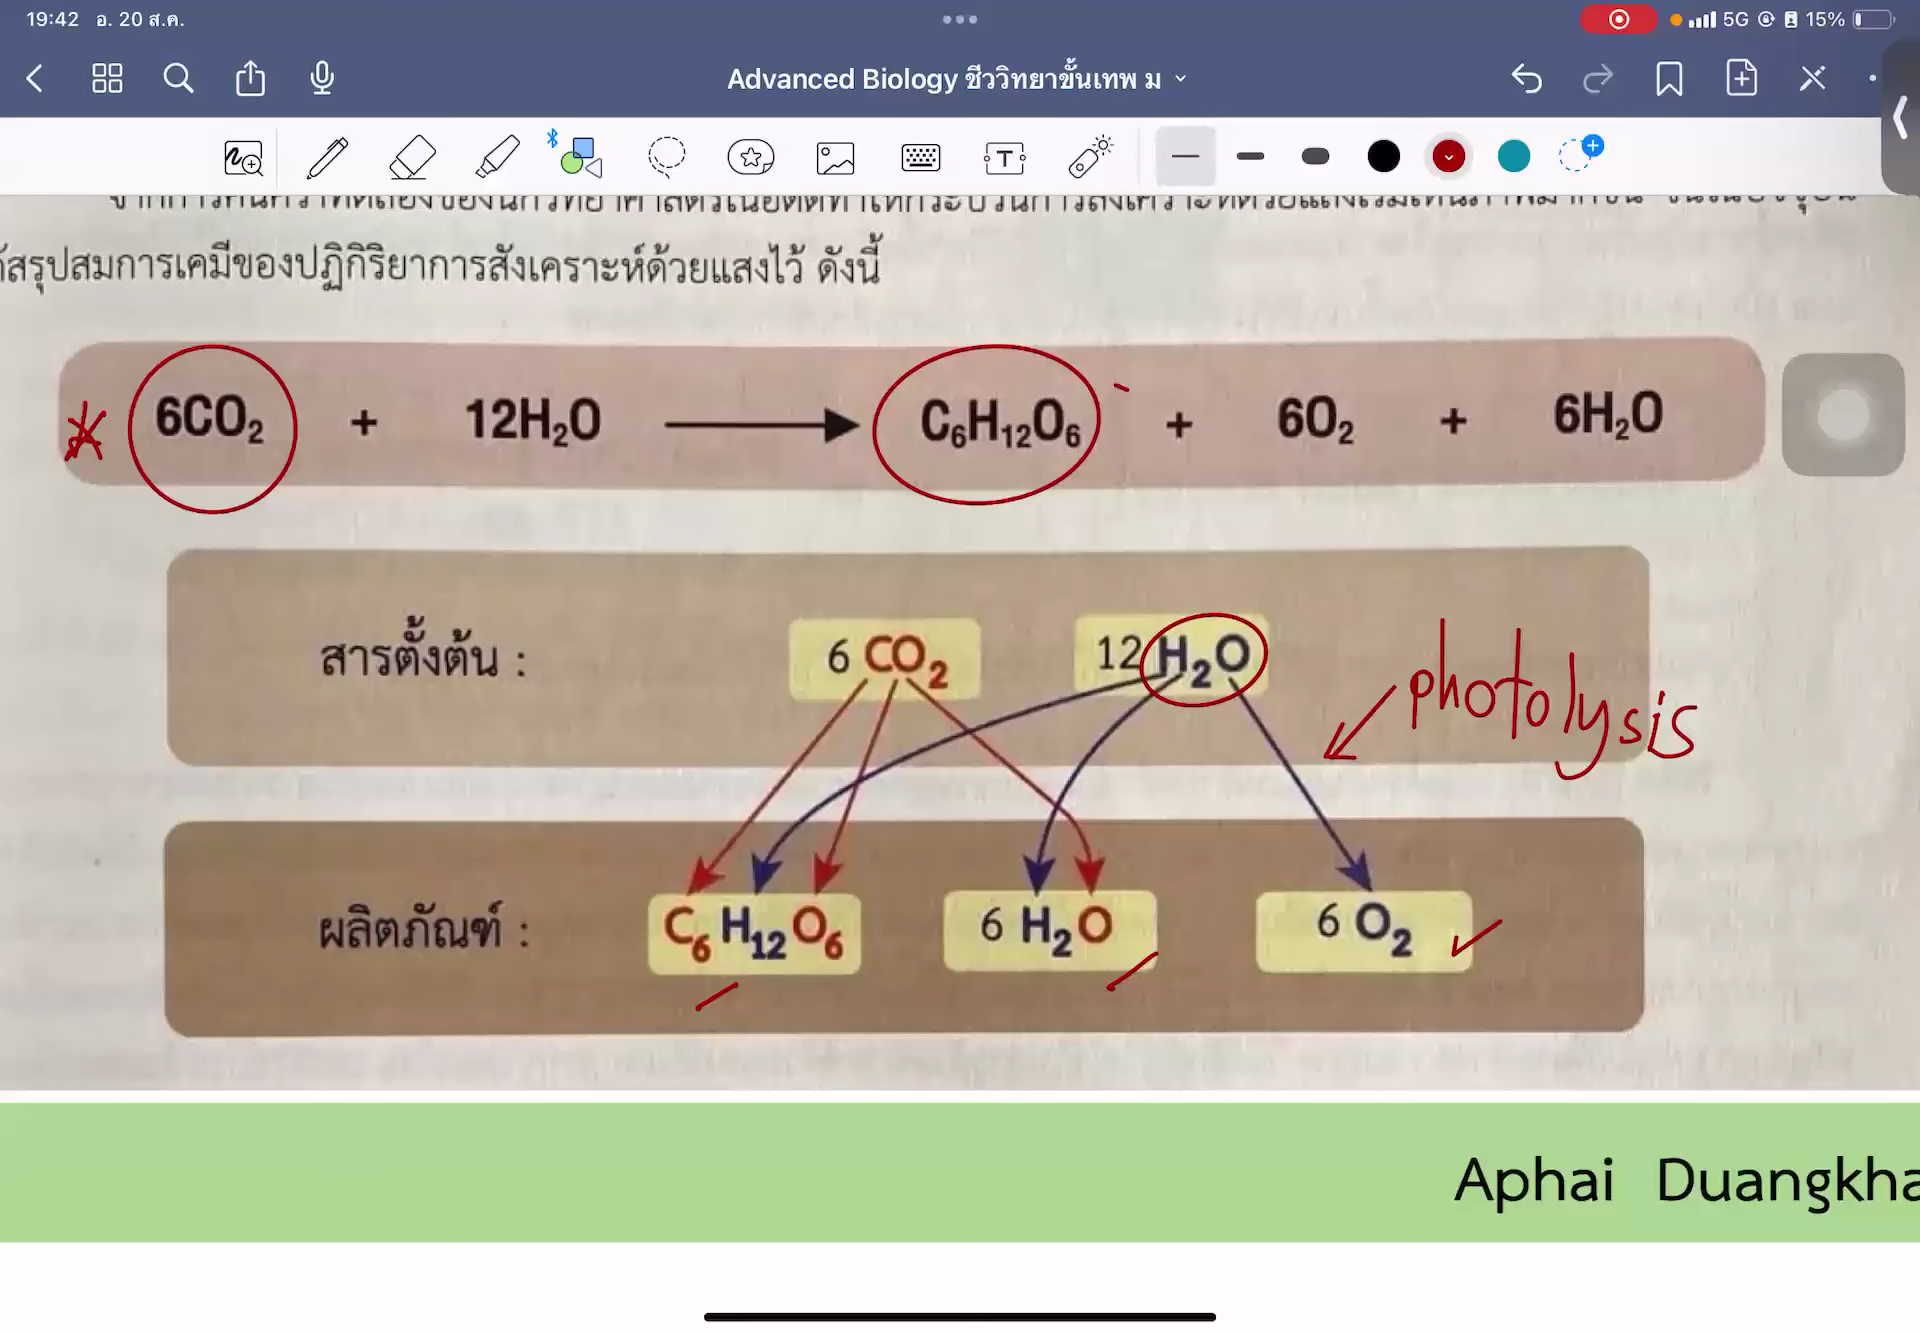 19:42 อ. 20 ส.ค.
5G 15%
Advanced Biology ชีววิทยาขั้นเทพ ม
สรุปสมการเคมีของปฏิกิริยาการสังเคราะห์ด้วยแสงไว้ ดังนี้
6CO₂ + 12H₂O → C₆H₁₂O₆ + 6O₂ + 6H₂O
สารตั้งต้น : 6 CO₂ 12 H₂O
photolysis
ผลิตภัณฑ์ : C₆H₁₂O₆ 6 H₂O 6 O₂
Aphai Duangkha